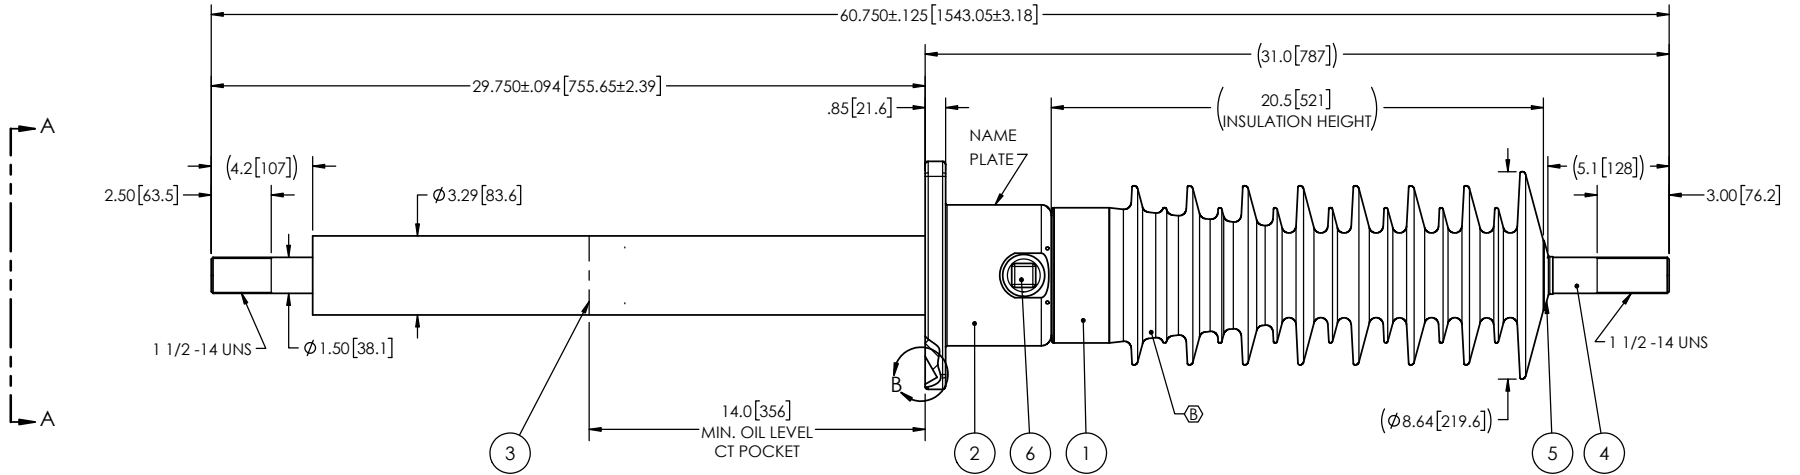 60.750±.125[1543.05±3.18]
(31.0[787])
29.750±.094[755.65±2.39]
.85[21.6]
20.5[521]
(INSULATION HEIGHT)
A
NAME
PLATE
(4.2[107])
(5.1[128])
2.50[63.5]
Ø3.29[83.6]
3.00[76.2]
1 1/2 -14 UNS
Ø1.50[38.1]
1 1/2 -14 UNS
B
A
14.0[356]
MIN. OIL LEVEL
CT POCKET
B
(Ø8.64[219.6])
3
2
6
1
5
4